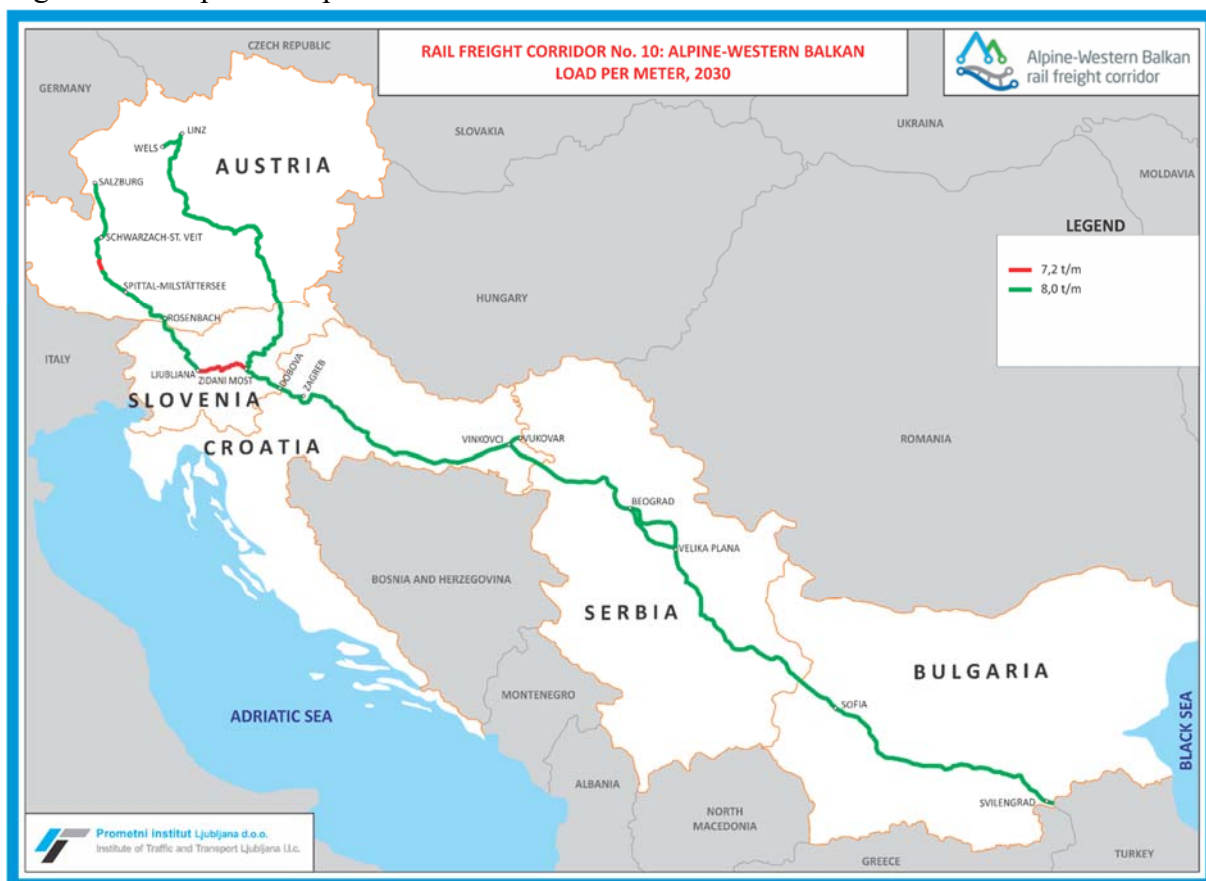 RAIL FREIGHT CORRIDOR No. 10: ALPINE-WESTERN BALKAN
LOAD PER METER, 2030
Alpine-Western Balkan
rail freight corridor
CZECH REPUBLIC
GERMANY
SLOVAKIA
UKRAINE
MOLDAVIA
LINZ
WELS
AUSTRIA
SALZBURG
SCHWARZACH-ST. VEIT
SPITTAL-MILSTÄTTERSEE
ROSENBACH
LEGEND
7,2 t/m
8,0 t/m
HUNGARY
ITALY
LJUBLJANA
ZIDANI MOST
DOBOVA
ZAGREB
SLOVENIA
CROATIA
VINKOVCI
VUKOVAR
ROMANIA
BEOGRAD
VELIKA PLANA
BOSNIA AND HERZEGOVINA
SERBIA
BULGARIA
MONTENEGRO
SOFIA
ADRIATIC SEA
BLACK SEA
ALBANIA
NORTH
MACEDONIA
SVILENGRAD
GREECE
TURKEY
Prometni institut Ljubljana d.o.o.
Institute of Traffic and Transport Ljubljana l.l.c.